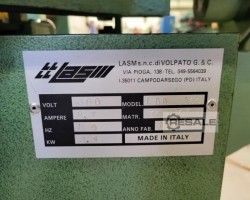 LASM
LASM s.n.c. di VOLPATO G. & C.
VIA PIOGA, 138 TEL. 049-5564039
I 35011 CAMPODARSEGO (PD) ITALY
VOLT
MODEL
AMPERE
MATR.
HZ
ANNO FAB.
KW
MADE IN ITALY
RESALE